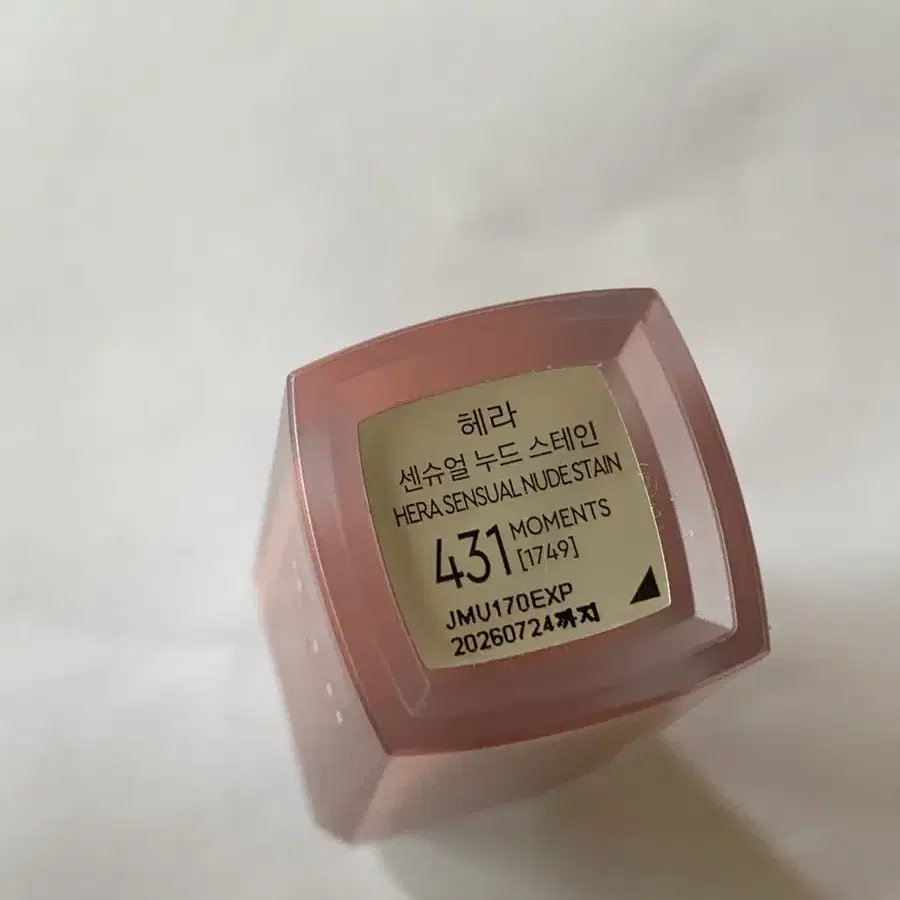 헤라
센슈얼 누드 스테인
HERA SENSUAL NUDE STAIN
431 MOMENTS
[1749]
JMU170EXP
20260724까지